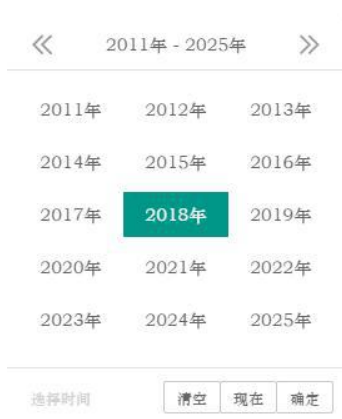 2011年 - 2025年
2011年 2012年 2013年
2014年 2015年 2016年
2017年 2018年 2019年
2020年 2021年 2022年
2023年 2024年 2025年
选择时间 清空 现在 确定